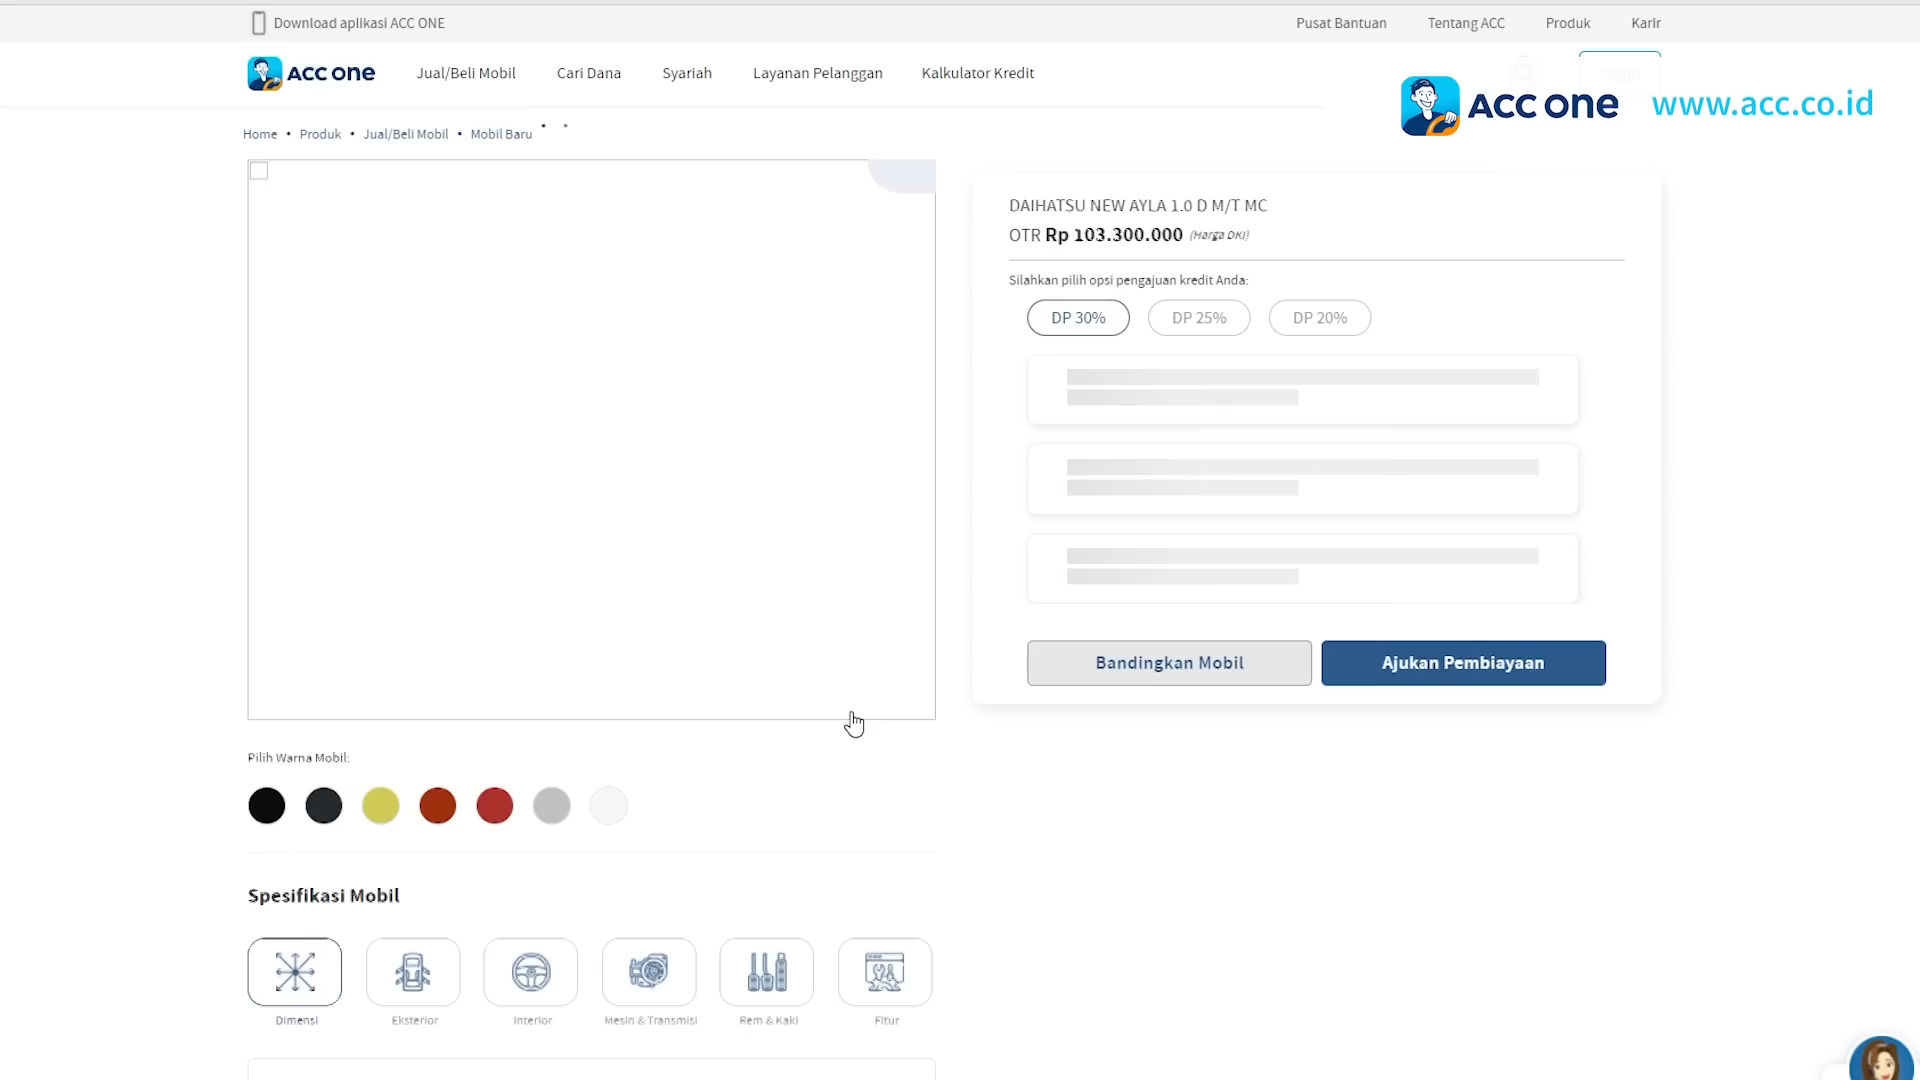 Download aplikasi ACC ONE
Pusat Bantuan
Tentang ACC
Produk
Karir
ACC ONE
Jual/Beli Mobil
Cari Dana
Syariah
Layanan Pelanggan
Kalkulator Kredit
Login
ACC ONE
www.acc.co.id
Home • Produk • Jual/Beli Mobil • Mobil Baru • •
DAIHATSU NEW AYLA 1.0 D M/T MC
OTR Rp 103.300.000 (Harga DKI)
Silahkan pilih opsi pengajuan kredit Anda:
DP 30%
DP 25%
DP 20%
Bandingkan Mobil
Ajukan Pembiayaan
Pilih Warna Mobil:
Spesifikasi Mobil
Dimensi
Eksterior
Interior
Mesin & Transmisi
Rem & Kaki
Fitur